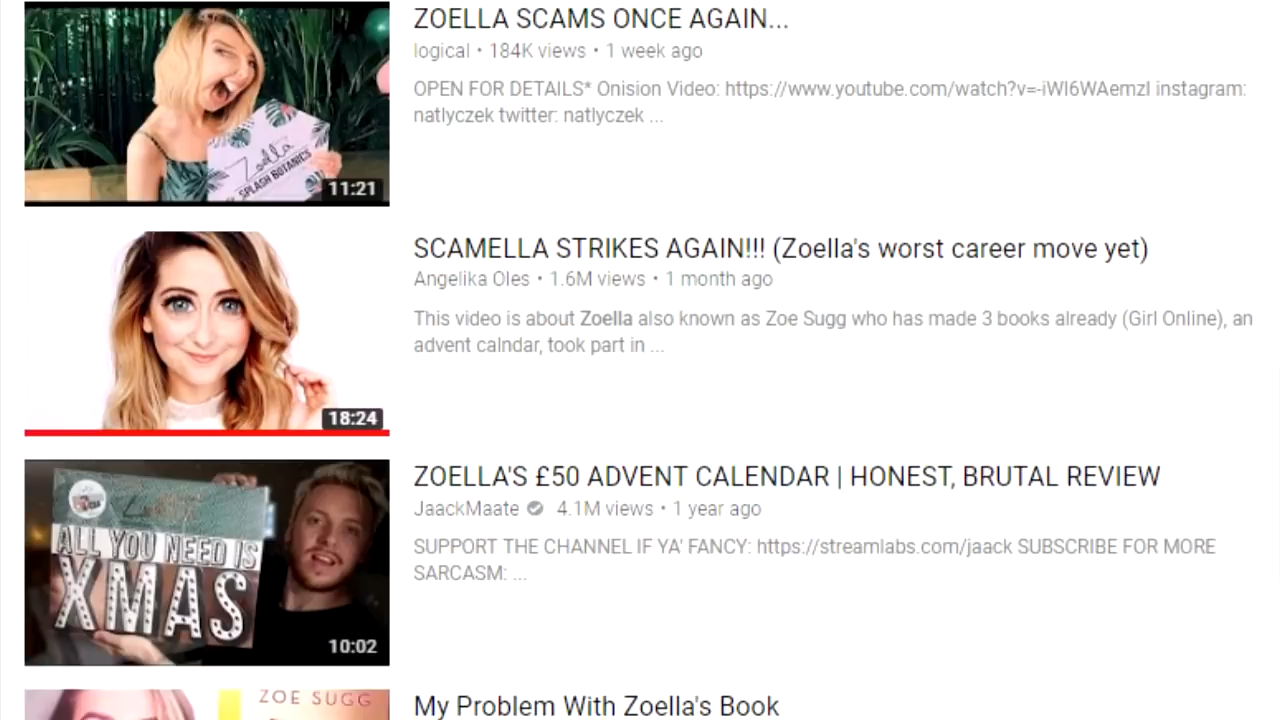 ZOELLA SCAMS ONCE AGAIN...
logical • 184K views • 1 week ago
OPEN FOR DETAILS* Onision Video: https://www.youtube.com/watch?v=-iWI6WAemzI instagram:
natlyczek twitter: natlyczek ...
Zoella
SPLASH BOTANICS
11:21
SCAMELLA STRIKES AGAIN!!! (Zoella's worst career move yet)
Angelika Oles • 1.6M views • 1 month ago
This video is about Zoella also known as Zoe Sugg who has made 3 books already (Girl Online), an
advent calndar, took part in ...
18:24
ZOELLA'S £50 ADVENT CALENDAR | HONEST, BRUTAL REVIEW
JaackMaate 4.1M views • 1 year ago
SUPPORT THE CHANNEL IF YA' FANCY: https://streamlabs.com/jaack SUBSCRIBE FOR MORE
SARCASM: ...
ALL YOU NEED IS
XMAS
10:02
My Problem With Zoella's Book
ZOE SUGG